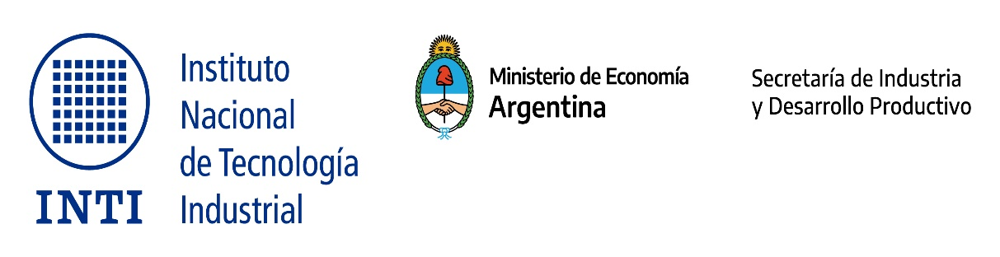 INTI
Instituto
Nacional
de Tecnología
Industrial
Ministerio de Economía
Argentina
Secretaría de Industria
y Desarrollo Productivo